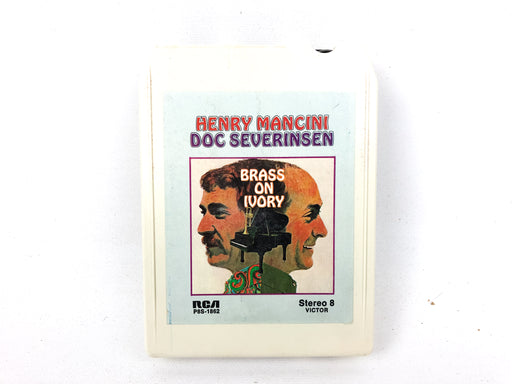 HENRY MANCINI
DOC SEVERINSEN
BRASS
ON
IVORY
RCA
P8S-1862
Stereo 8
VICTOR